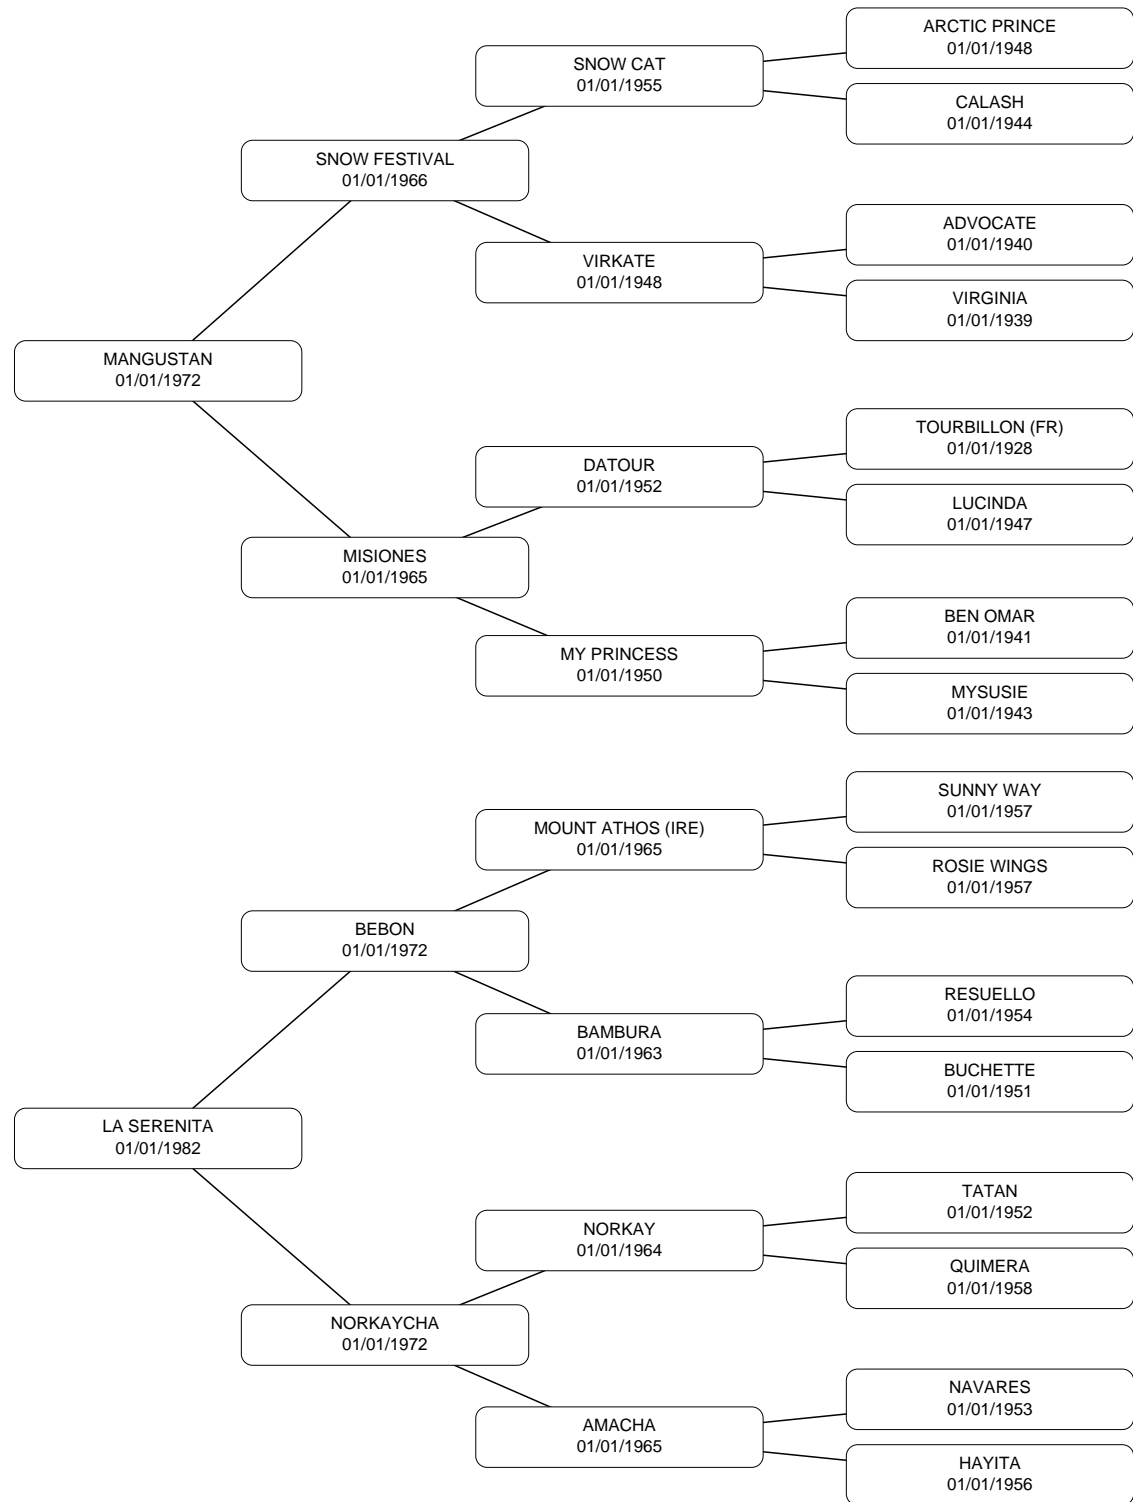 ARCTIC PRINCE
01/01/1948
SNOW CAT
01/01/1955
CALASH
01/01/1944
SNOW FESTIVAL
01/01/1966
ADVOCATE
01/01/1940
VIRKATE
01/01/1948
VIRGINIA
01/01/1939
MANGUSTAN
01/01/1972
TOURBILLON (FR)
01/01/1928
DATOUR
01/01/1952
LUCINDA
01/01/1947
MISIONES
01/01/1965
BEN OMAR
01/01/1941
MY PRINCESS
01/01/1950
MYSUSIE
01/01/1943
SUNNY WAY
01/01/1957
MOUNT ATHOS (IRE)
01/01/1965
ROSIE WINGS
01/01/1957
BEBON
01/01/1972
RESUELLO
01/01/1954
BAMBURA
01/01/1963
BUCHETTE
01/01/1951
LA SERENITA
01/01/1982
TATAN
01/01/1952
NORKAY
01/01/1964
QUIMERA
01/01/1958
NORKAYCHA
01/01/1972
NAVARES
01/01/1953
AMACHA
01/01/1965
HAYITA
01/01/1956